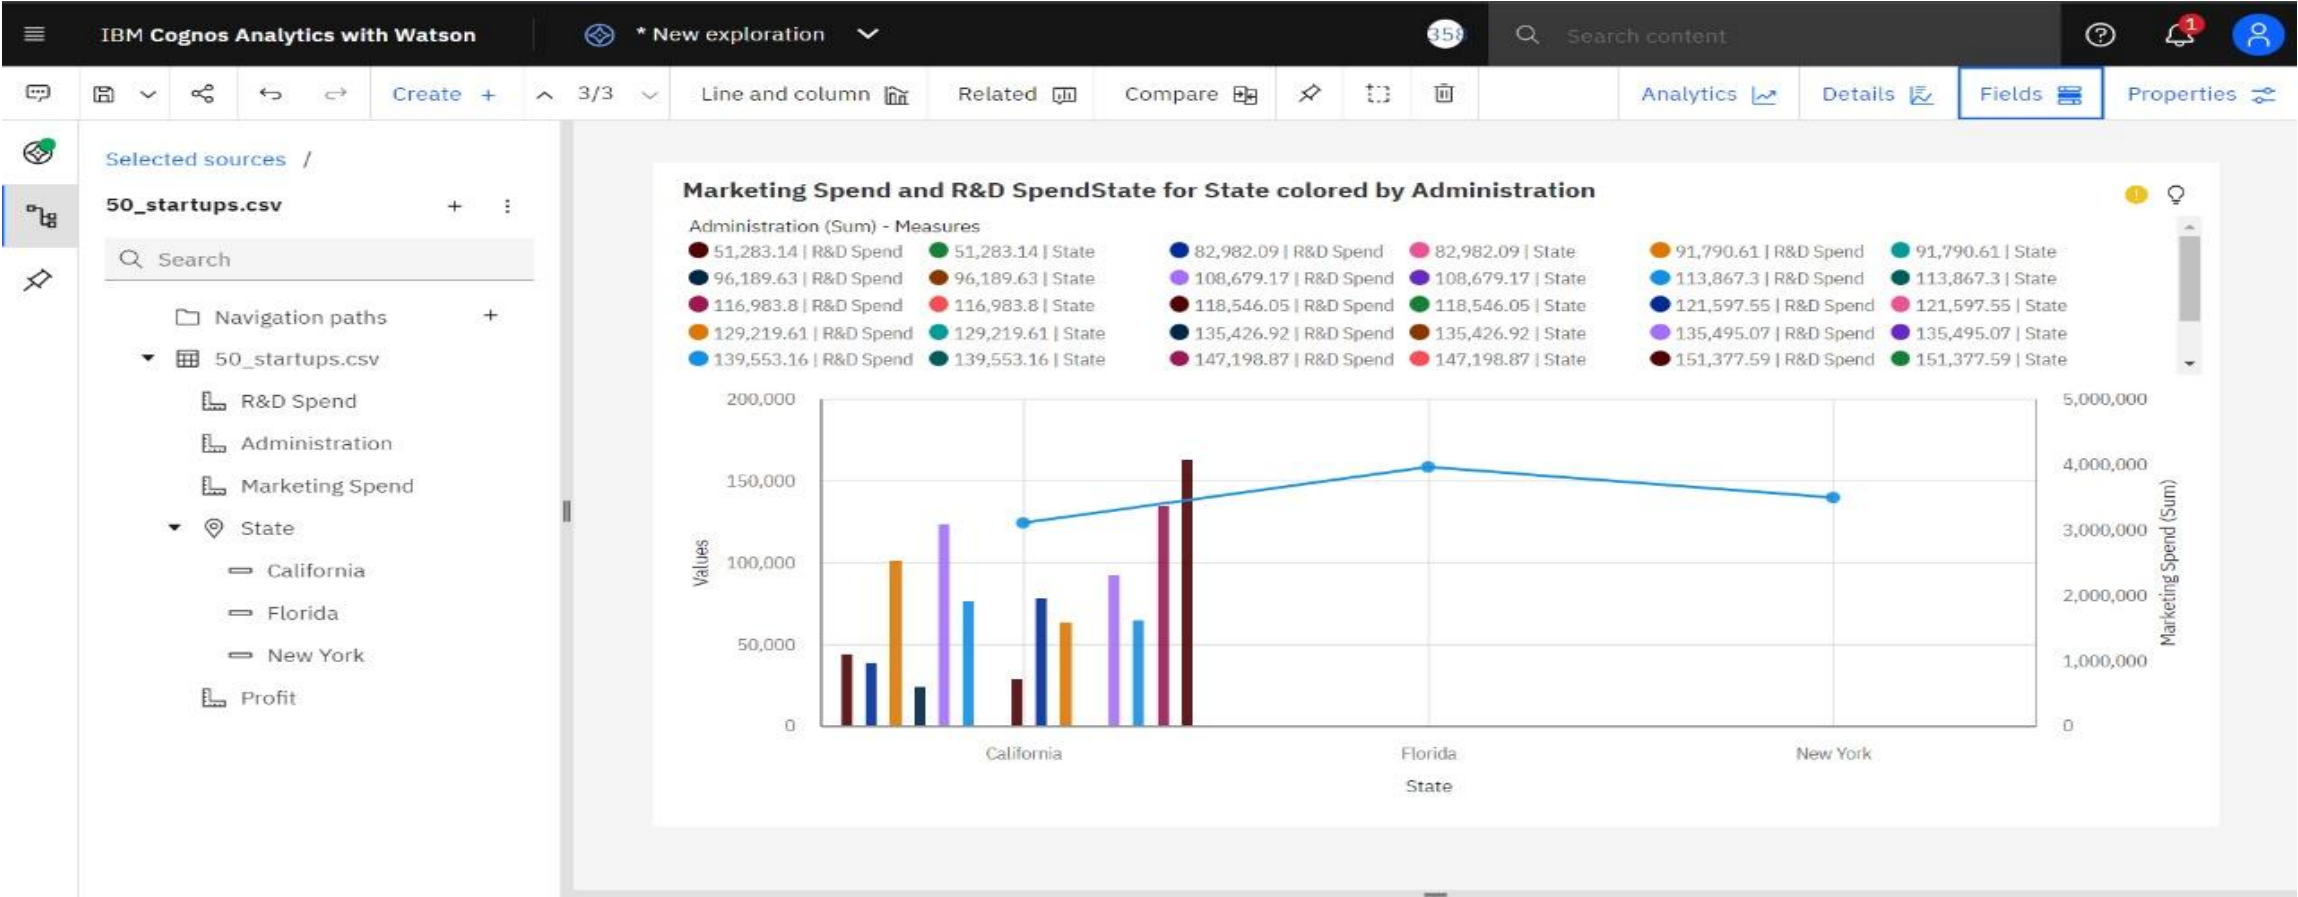 IBM Cognos Analytics with Watson
* New exploration
358
Search content
1
Create +
3/3
Line and column
Related
Compare
Analytics
Details
Fields
Properties
Selected sources /
50_startups.csv
Search
Navigation paths
50_startups.csv
R&D Spend
Administration
Marketing Spend
State
California
Florida
New York
Profit
Marketing Spend and R&D SpendState for State colored by Administration
Administration (Sum) - Measures
51,283.14 | R&D Spend 51,283.14 | State 82,982.09 | R&D Spend 82,982.09 | State 91,790.61 | R&D Spend 91,790.61 | State
96,189.63 | R&D Spend 96,189.63 | State 108,679.17 | R&D Spend 108,679.17 | State 113,867.3 | R&D Spend 113,867.3 | State
116,983.8 | R&D Spend 116,983.8 | State 118,546.05 | R&D Spend 118,546.05 | State 121,597.55 | R&D Spend 121,597.55 | State
129,219.61 | R&D Spend 129,219.61 | State 135,426.92 | R&D Spend 135,426.92 | State 135,495.07 | R&D Spend 135,495.07 | State
139,553.16 | R&D Spend 139,553.16 | State 147,198.87 | R&D Spend 147,198.87 | State 151,377.59 | R&D Spend 151,377.59 | State
200,000
150,000
100,000
50,000
0
Values
5,000,000
4,000,000
3,000,000
2,000,000
1,000,000
0
Marketing Spend (Sum)
California
Florida
New York
State